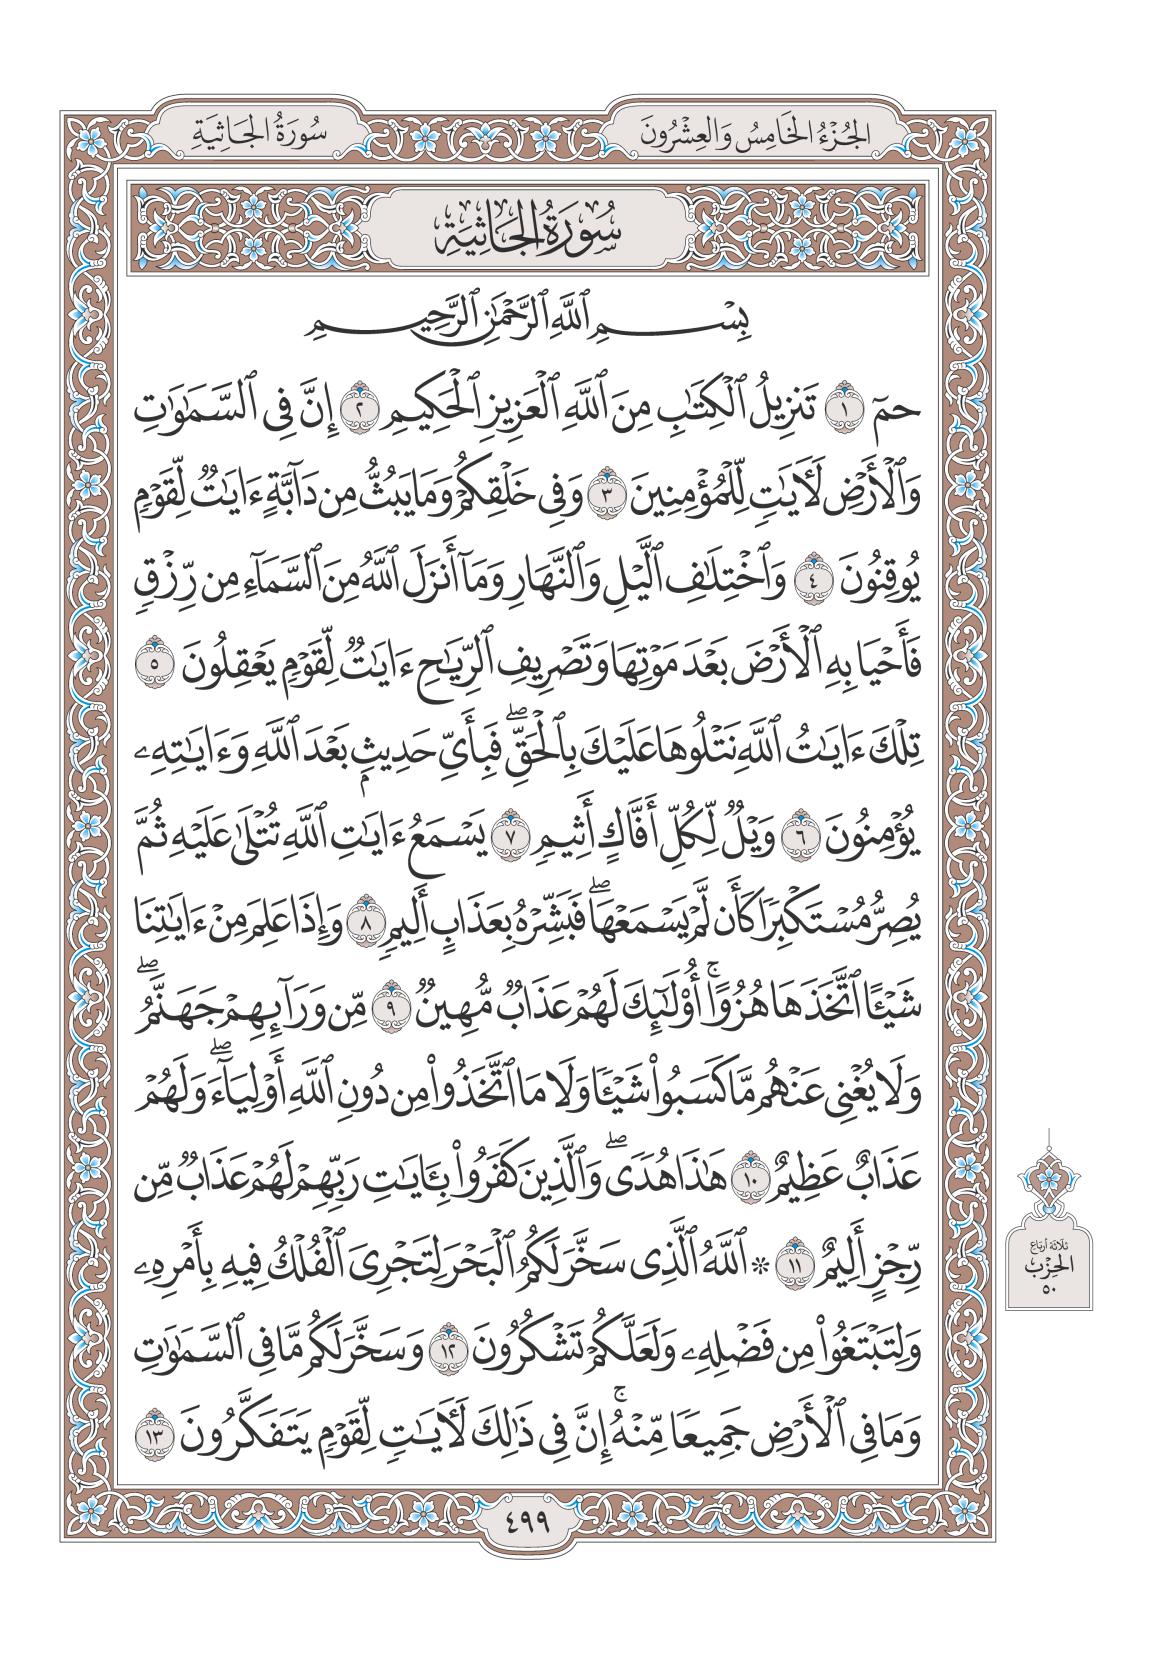 الجُزْءُ الخَامِسُ وَالعِشْرُونَ
سُورَةُ الجَاثِيَةِ
سُورَةُ الجَاثِيَةِ
بِسْمِ ٱللَّهِ ٱلرَّحْمَٰنِ ٱلرَّحِيمِ
حمٓ ١ تَنزِيلُ ٱلْكِتَٰبِ مِنَ ٱللَّهِ ٱلْعَزِيزِ ٱلْحَكِيمِ ٢ إِنَّ فِى ٱلسَّمَٰوَٰتِ
وَٱلْأَرْضِ لَءَايَٰتٍ لِّلْمُؤْمِنِينَ ٣ وَفِى خَلْقِكُمْ وَمَا يَبُثُّ مِن دَآبَّةٍ ءَايَٰتٌ لِّقَوْمٍ
يُوقِنُونَ ٤ وَٱخْتِلَٰفِ ٱلَّيْلِ وَٱلنَّهَارِ وَمَآ أَنزَلَ ٱللَّهُ مِنَ ٱلسَّمَآءِ مِن رِّزْقٍ
فَأَحْيَا بِهِ ٱلْأَرْضَ بَعْدَ مَوْتِهَا وَتَصْرِيفِ ٱلرِّيَٰحِ ءَايَٰتٌ لِّقَوْمٍ يَعْقِلُونَ ٥
تِلْكَ ءَايَٰتُ ٱللَّهِ نَتْلُوهَا عَلَيْكَ بِٱلْحَقِّۖ فَبِأَىِّ حَدِيثٍۭ بَعْدَ ٱللَّهِ وَءَايَٰتِهِۦ
يُؤْمِنُونَ ٦ وَيْلٌ لِّكُلِّ أَفَّاكٍ أَثِيمٍ ٧ يَسْمَعُ ءَايَٰتِ ٱللَّهِ تُتْلَىٰ عَلَيْهِ ثُمَّ
يُصِرُّ مُسْتَكْبِرًا كَأَن لَّمْ يَسْمَعْهَاۖ فَبَشِّرْهُ بِعَذَابٍ أَلِيمٍ ٨ وَإِذَا عَلِمَ مِنْ ءَايَٰتِنَا
شَيْـًٔا ٱتَّخَذَهَا هُزُوًاۚ أُو۟لَٰٓئِكَ لَهُمْ عَذَابٌ مُّهِينٌ ٩ مِّن وَرَآئِهِمْ جَهَنَّمُۖ
وَلَا يُغْنِى عَنْهُم مَّا كَسَبُوا۟ شَيْـًٔا وَلَا مَا ٱتَّخَذُوا۟ مِن دُونِ ٱللَّهِ أَوْلِيَآءَۖ وَلَهُمْ
عَذَابٌ عَظِيمٌ ١٠ هَٰذَا هُدًىۖ وَٱلَّذِينَ كَفَرُوا۟ بِـَٔايَٰتِ رَبِّهِمْ لَهُمْ عَذَابٌ مِّن
رِّجْزٍ أَلِيمٌ ١١ ۞ ٱللَّهُ ٱلَّذِى سَخَّرَ لَكُمُ ٱلْبَحْرَ لِتَجْرِىَ ٱلْفُلْكُ فِيهِ بِأَمْرِهِۦ
وَلِتَبْتَغُوا۟ مِن فَضْلِهِۦ وَلَعَلَّكُمْ تَشْكُرُونَ ١٢ وَسَخَّرَ لَكُم مَّا فِى ٱلسَّمَٰوَٰتِ
وَمَا فِى ٱلْأَرْضِ جَمِيعًا مِّنْهُۚ إِنَّ فِى ذَٰلِكَ لَءَايَٰتٍ لِّقَوْمٍ يَتَفَكَّرُونَ ١٣
ثلاثة أرباع
الحِزْب
٥٠
٤٩٩